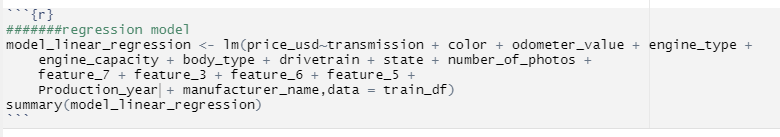 ```{r}
#######regression model
model_linear_regression <- lm(price_usd~transmission + color + odometer_value + engine_type +
engine_capacity + body_type + drivetrain + state + number_of_photos +
feature_7 + feature_3 + feature_6 + feature_5 +
Production_year + manufacturer_name,data = train_df)
summary(model_linear_regression)
```